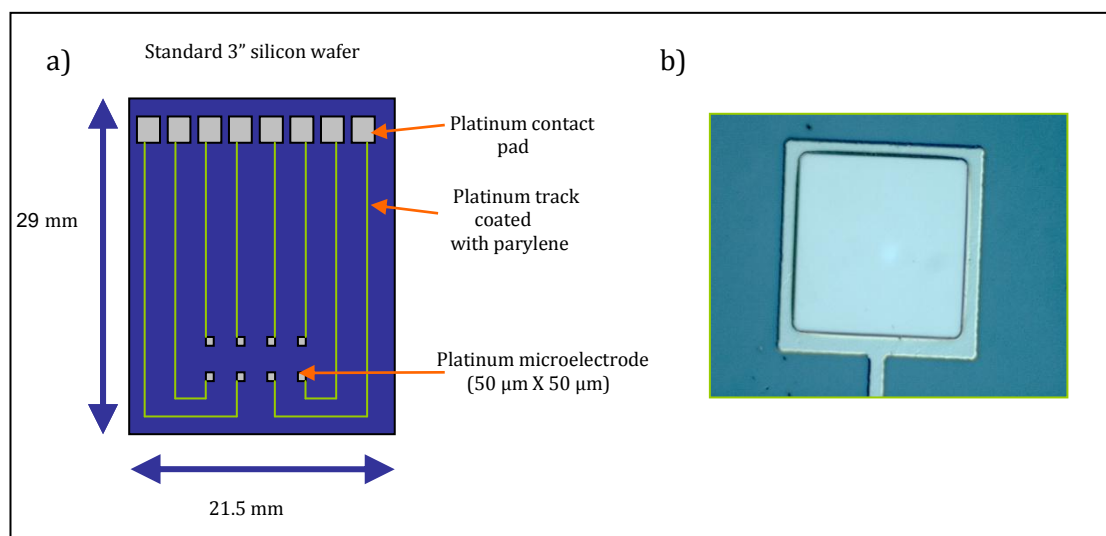 a)
Standard 3” silicon wafer
b)
Platinum contact
pad
Platinum track
coated
with parylene
29 mm
Platinum microelectrode
(50 µm X 50 µm)
21.5 mm